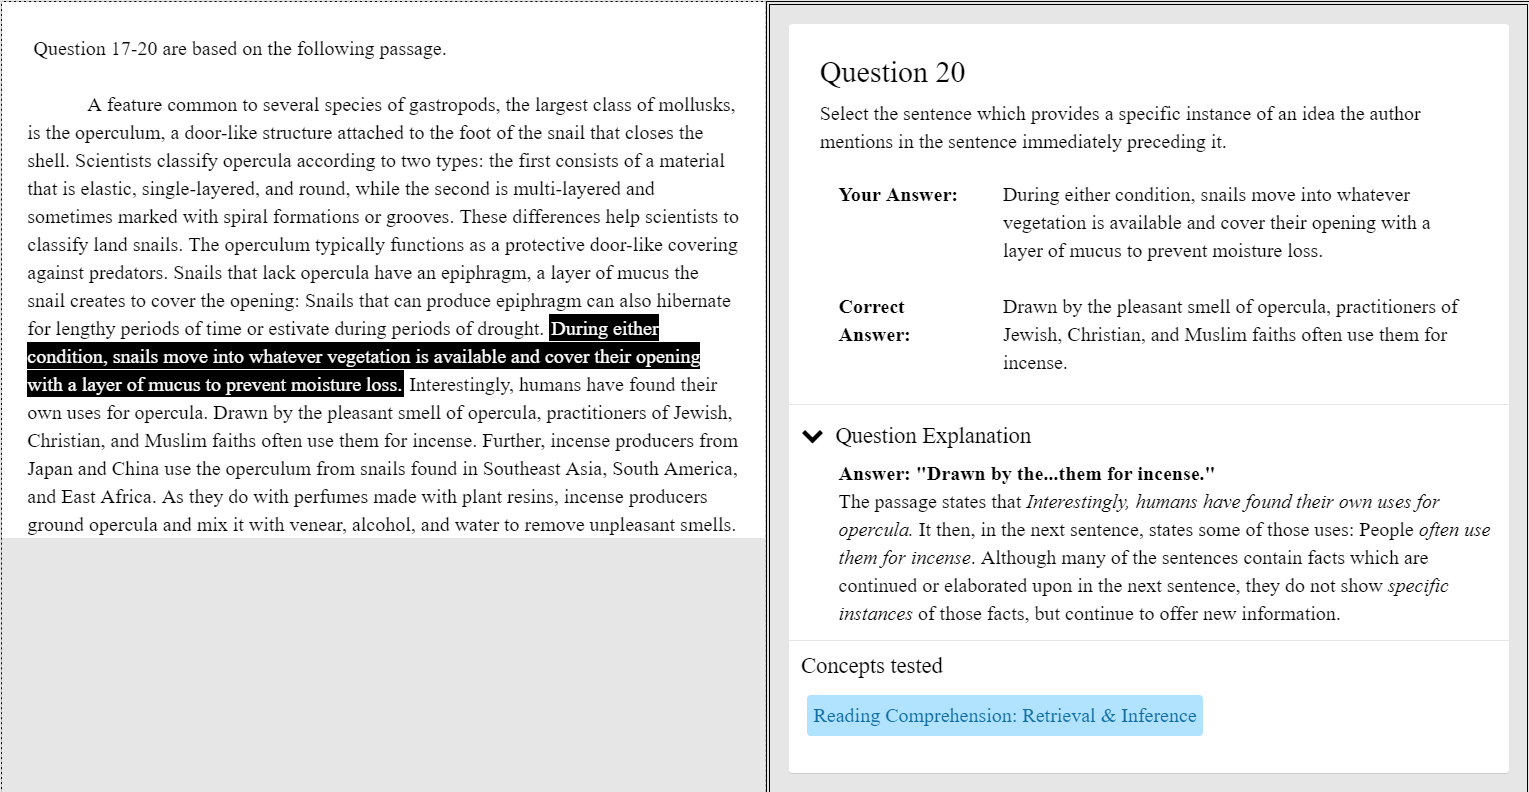 Question 17-20 are based on the following passage.
A feature common to several species of gastropods, the largest class of mollusks,
is the operculum, a door-like structure attached to the foot of the snail that closes the
shell. Scientists classify opercula according to two types: the first consists of a material
that is elastic, single-layered, and round, while the second is multi-layered and
sometimes marked with spiral formations or grooves. These differences help scientists to
classify land snails. The operculum typically functions as a protective door-like covering
against predators. Snails that lack opercula have an epiphragm, a layer of mucus the
snail creates to cover the opening: Snails that can produce epiphragm can also hibernate
for lengthy periods of time or estivate during periods of drought. During either
condition, snails move into whatever vegetation is available and cover their opening
with a layer of mucus to prevent moisture loss. Interestingly, humans have found their
own uses for opercula. Drawn by the pleasant smell of opercula, practitioners of Jewish,
Christian, and Muslim faiths often use them for incense. Further, incense producers from
Japan and China use the operculum from snails found in Southeast Asia, South America,
and East Africa. As they do with perfumes made with plant resins, incense producers
ground opercula and mix it with venear, alcohol, and water to remove unpleasant smells.
Question 20
Select the sentence which provides a specific instance of an idea the author
mentions in the sentence immediately preceding it.
Your Answer: During either condition, snails move into whatever
vegetation is available and cover their opening with a
layer of mucus to prevent moisture loss.
Correct Drawn by the pleasant smell of opercula, practitioners of
Answer: Jewish, Christian, and Muslim faiths often use them for
incense.
Question Explanation
Answer: "Drawn by the...them for incense."
The passage states that Interestingly, humans have found their own uses for
opercula. It then, in the next sentence, states some of those uses: People often use
them for incense. Although many of the sentences contain facts which are
continued or elaborated upon in the next sentence, they do not show specific
instances of those facts, but continue to offer new information.
Concepts tested
Reading Comprehension: Retrieval & Inference